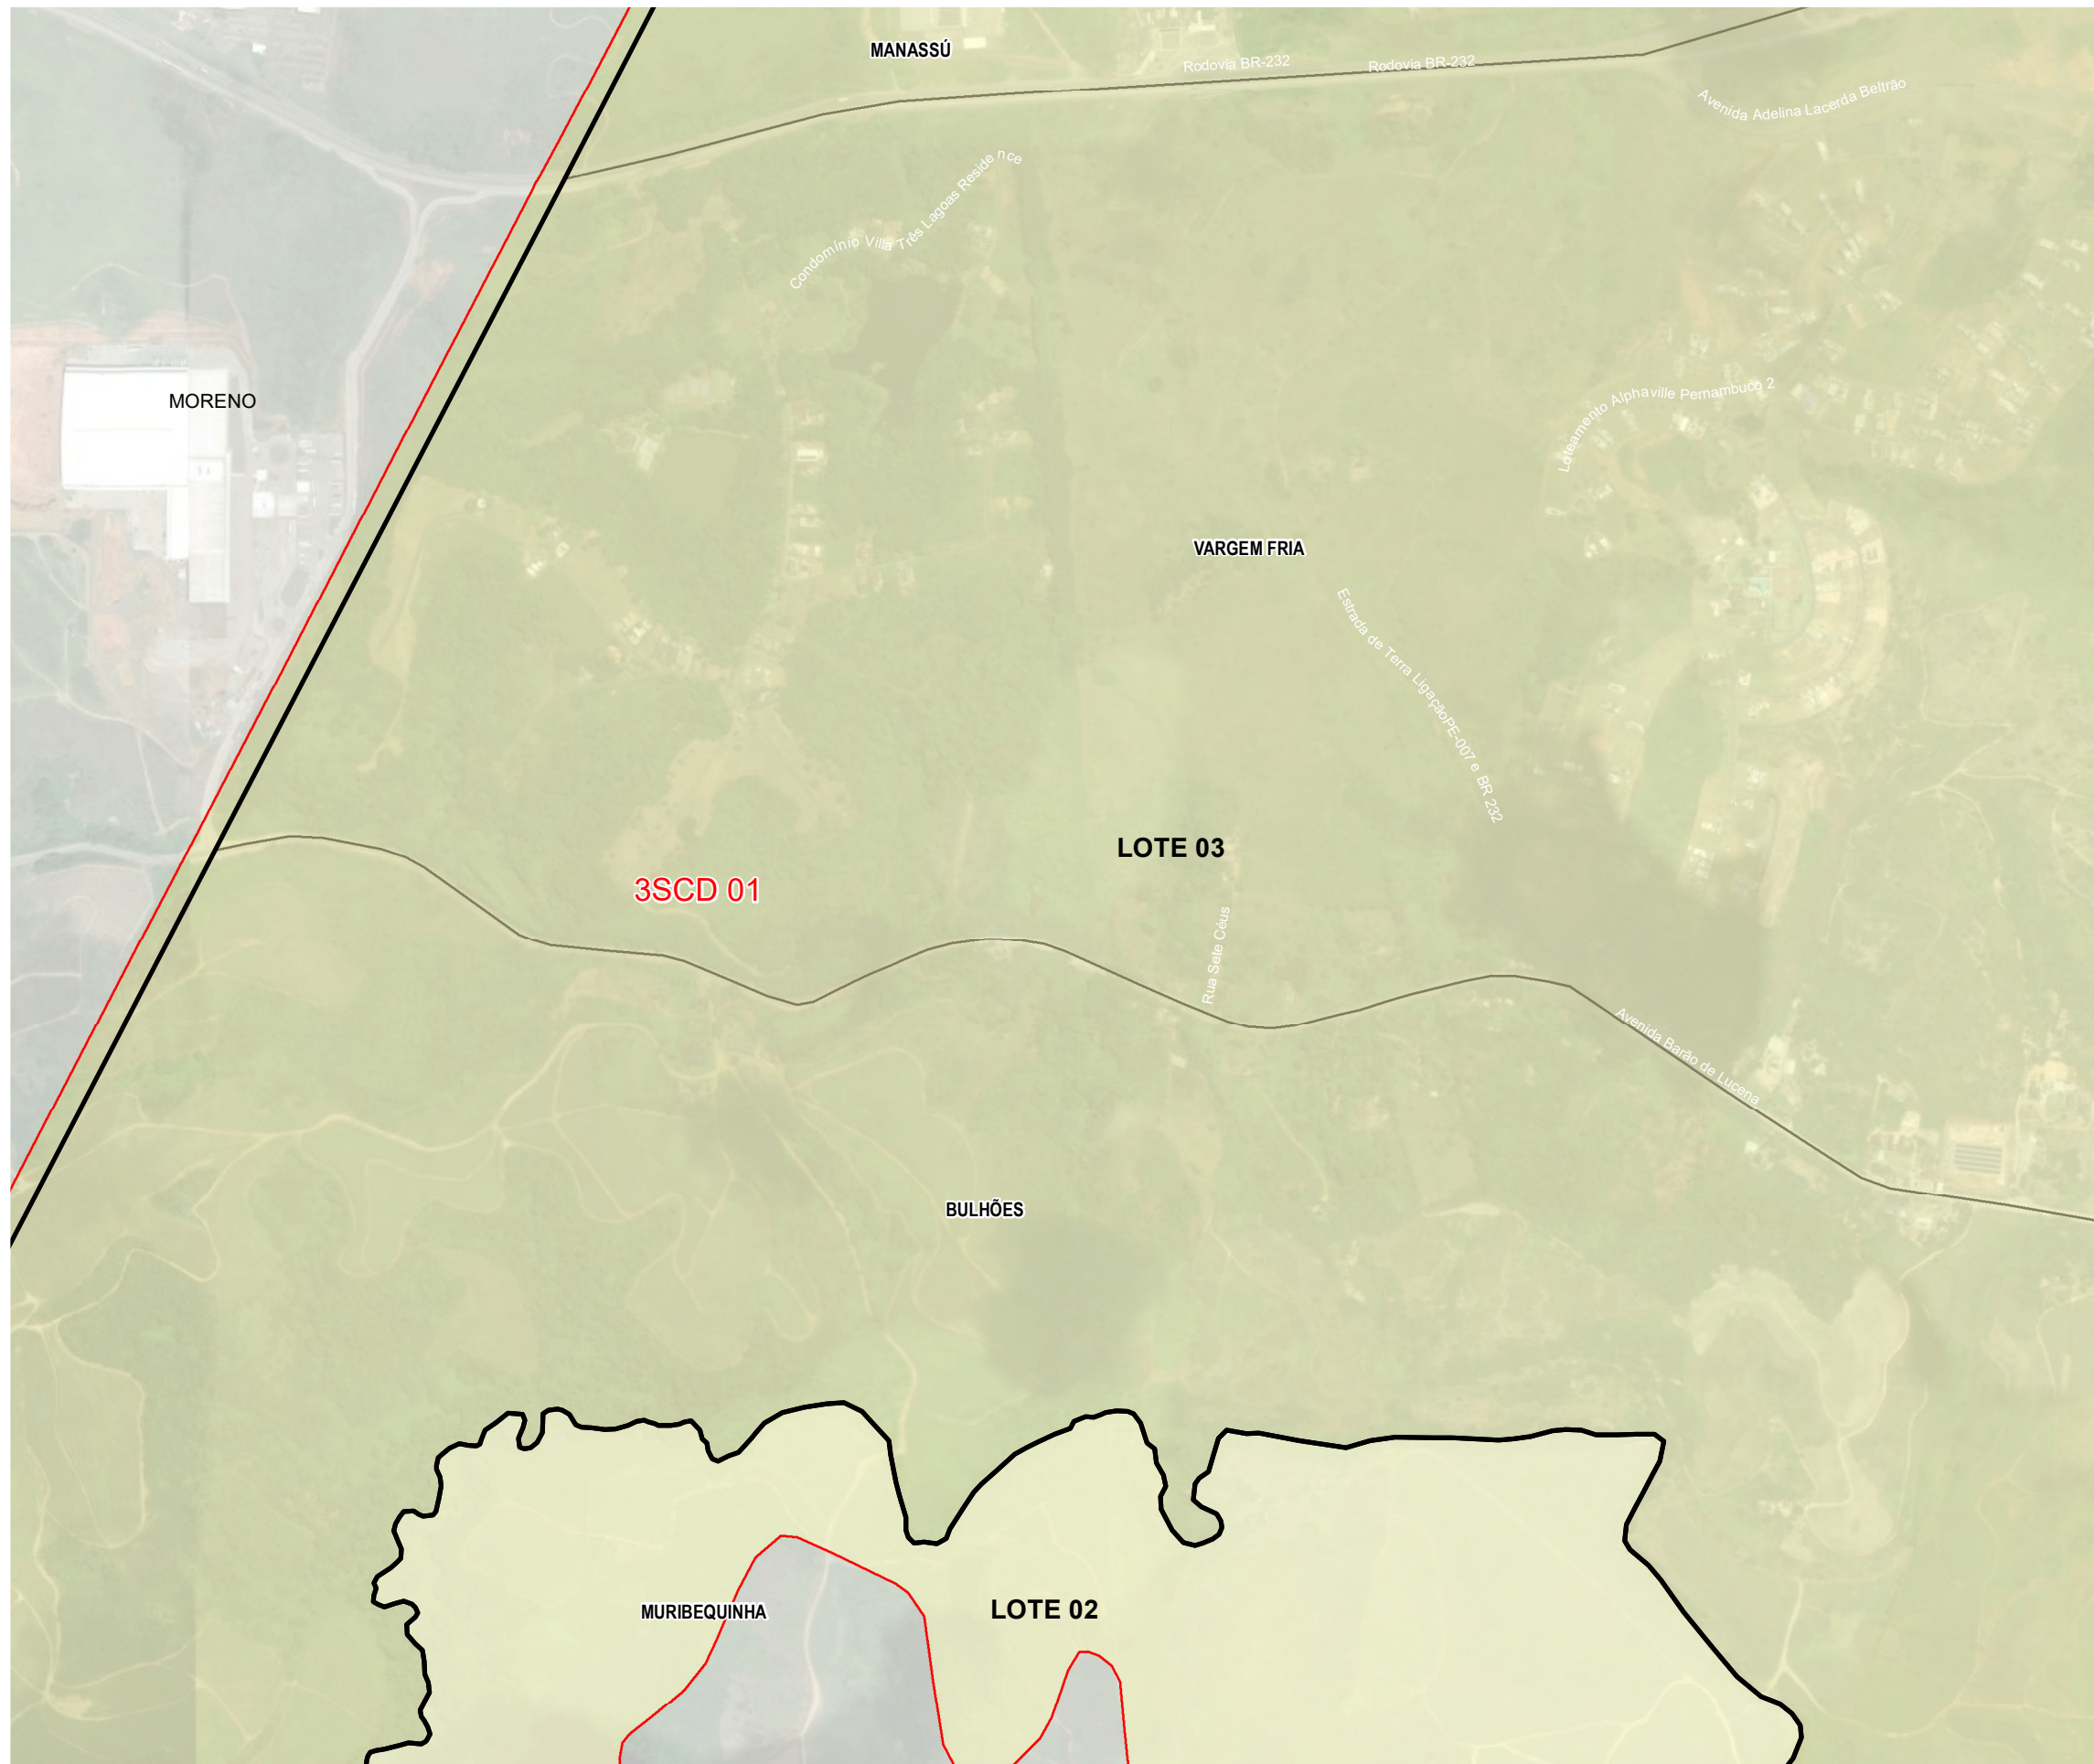 MANASSÚ
Rodovia BR-232
Rodovia BR-232
Avenida Adelina Lacerda Beltrão
Condomínio Villa Três Lagoas Residence
MORENO
Loteamento Alphaville Pernambuco 2
VARGEM FRIA
Estrada de Terra LigaçãoPE-007 e BR 232
LOTE 03
3SCD 01
Rua Sete Céus
Avenida Barão de Lucena
BULHÕES
MURIBEQUINHA
LOTE 02